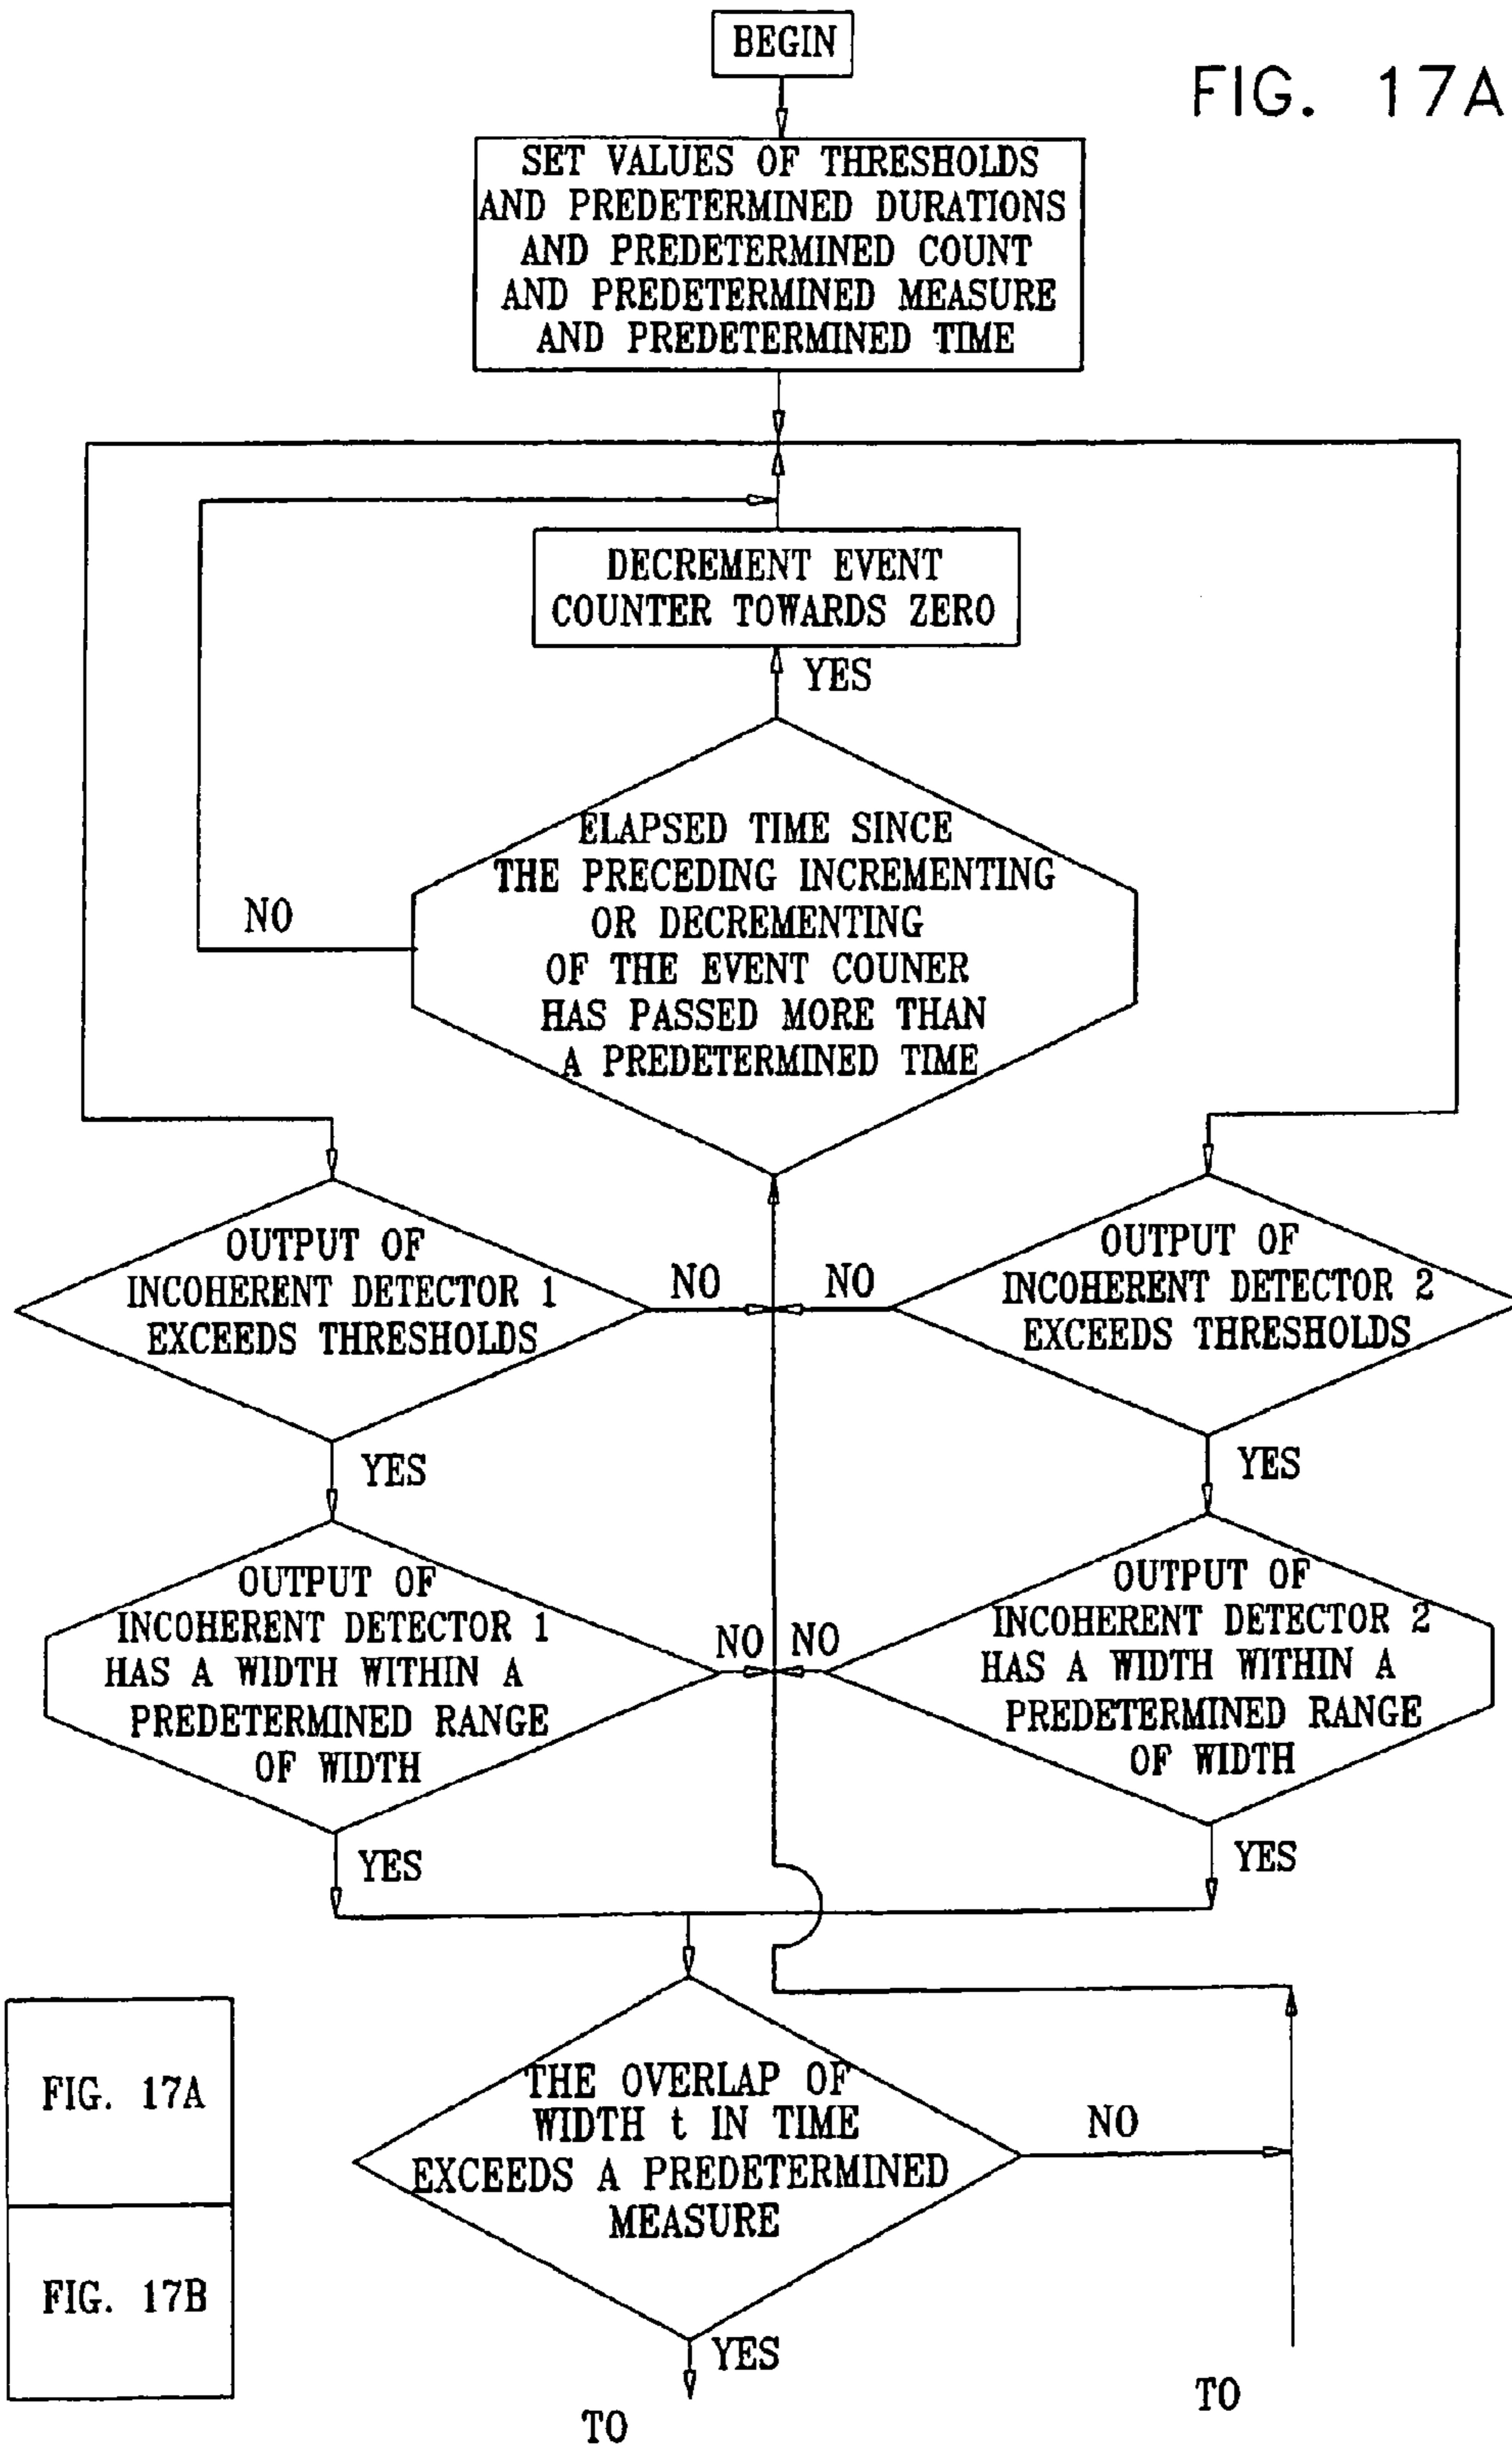 BEGIN
FIG. 17A
SET VALUES OF THRESHOLDS
AND PREDETERMINED DURATIONS
AND PREDETERMINED COUNT
AND PREDETERMINED MEASURE
AND PREDETERMINED TIME
DECREMENT EVENT
COUNTER TOWARDS ZERO
YES
ELAPSED TIME SINCE
THE PRECEDING INCREMENTING
OR DECREMENTING
OF THE EVENT COUNER
HAS PASSED MORE THAN
A PREDETERMINED TIME
NO
OUTPUT OF
INCOHERENT DETECTOR 1
EXCEEDS THRESHOLDS
NO
NO
OUTPUT OF
INCOHERENT DETECTOR 2
EXCEEDS THRESHOLDS
YES
YES
OUTPUT OF
INCOHERENT DETECTOR 1
HAS A WIDTH WITHIN A
PREDETERMINED RANGE
OF WIDTH
NO
NO
OUTPUT OF
INCOHERENT DETECTOR 2
HAS A WIDTH WITHIN A
PREDETERMINED RANGE
OF WIDTH
YES
YES
THE OVERLAP OF
WIDTH t IN TIME
EXCEEDS A PREDETERMINED
MEASURE
NO
YES
TO
TO
FIG. 17A
FIG. 17B